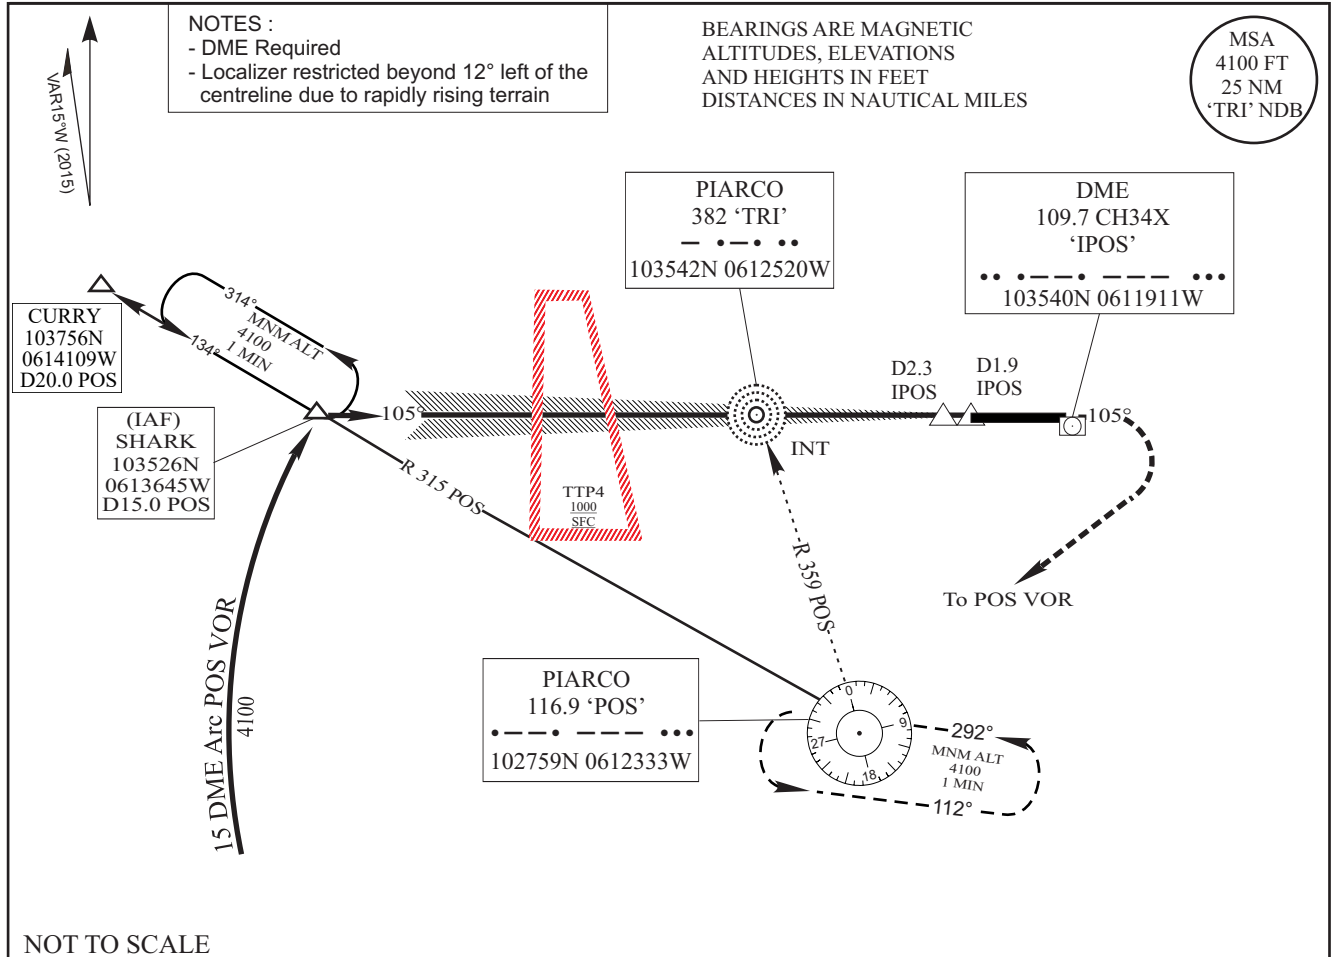 NOTES :
- DME Required
- Localizer restricted beyond 12° left of the
centreline due to rapidly rising terrain
BEARINGS ARE MAGNETIC
ALTITUDES, ELEVATIONS
AND HEIGHTS IN FEET
DISTANCES IN NAUTICAL MILES
MSA
4100 FT
25 NM
‘TRI’ NDB
VAR15°W (2015)
PIARCO
382 ‘TRI’
103542N 0612520W
DME
109.7 CH34X
‘IPOS’
103540N 0611911W
CURRY
103756N
0614109W
D20.0 POS
314°
MNM ALT
4100
1 MIN
134°
D2.3
IPOS
D1.9
IPOS
(IAF)
SHARK
103526N
0613645W
D15.0 POS
105°
105°
INT
R 315 POS
TTP4
1000
SFC
R 359 POS
To POS VOR
15 DME Arc POS VOR
4100
PIARCO
116.9 ‘POS’
102759N 0612333W
0
9
18
27
292°
MNM ALT
4100
1 MIN
112°
NOT TO SCALE